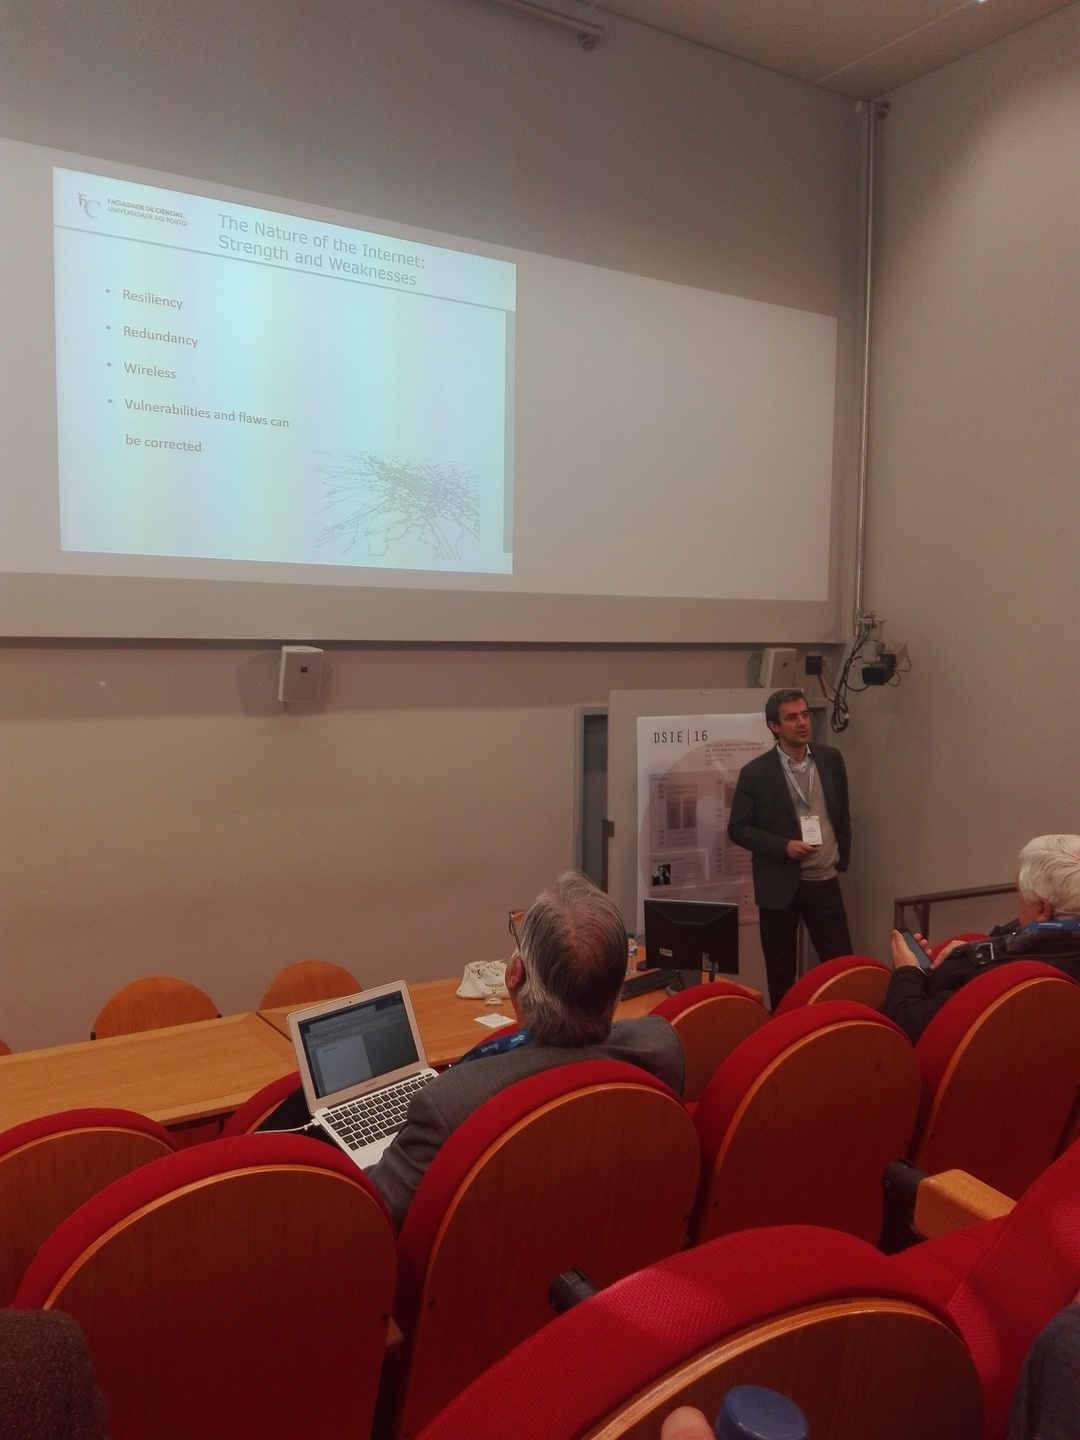 FC
FACULDADE DE CIÊNCIAS
UNIVERSIDADE DO PORTO
The Nature of the Internet:
Strength and Weaknesses
• Resiliency
• Redundancy
• Wireless
• Vulnerabilities and flaws can
be corrected
DSIE|16